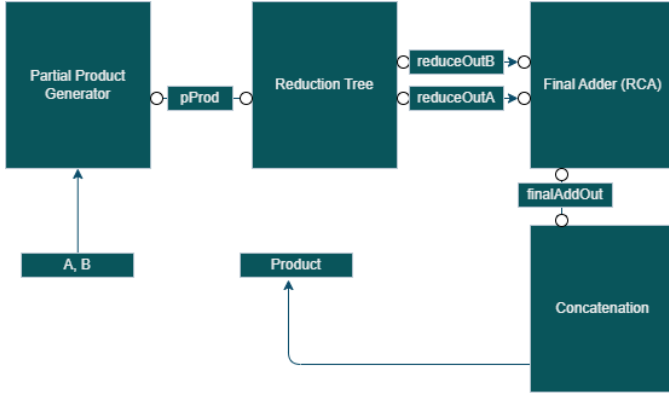 Partial Product
Generator
pProd
Reduction Tree
reduceOutB
reduceOutA
Final Adder (RCA)
finalAddOut
A, B
Product
Concatenation